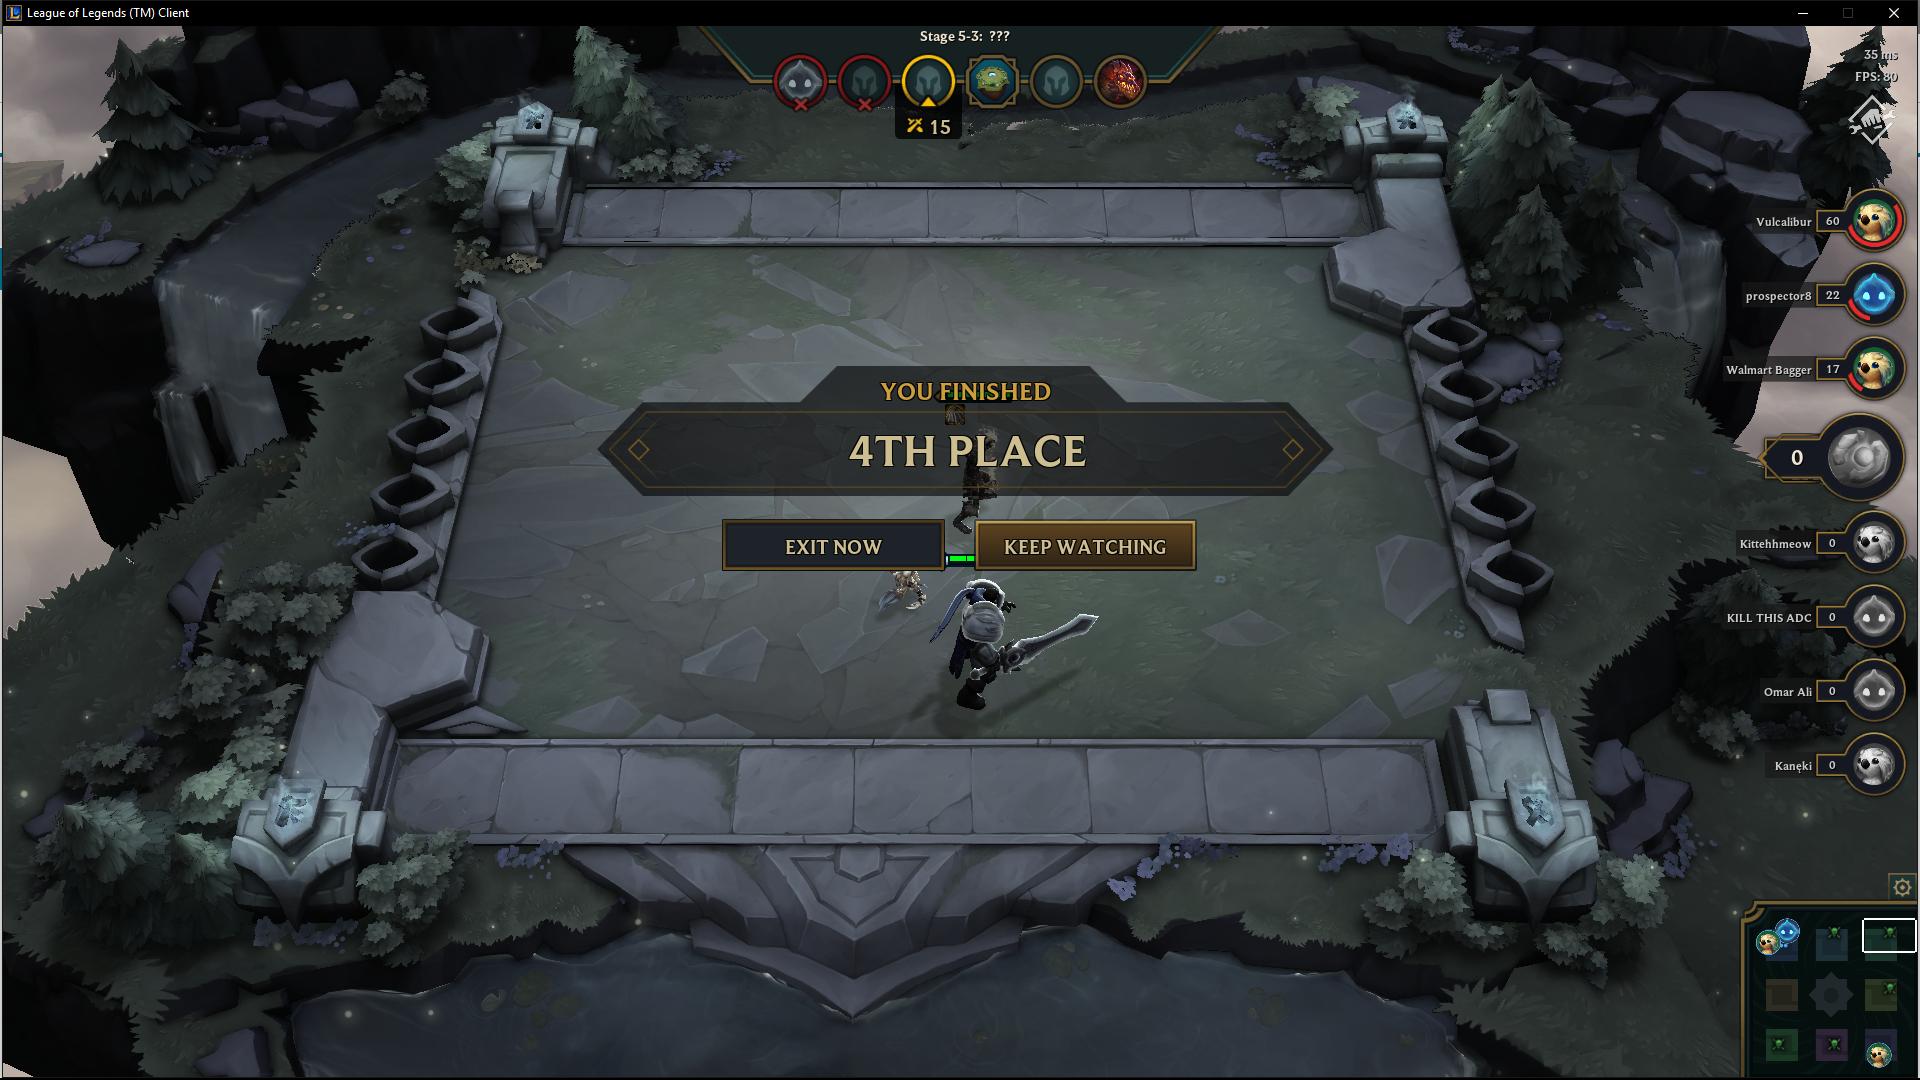 League of Legends (TM) Client
Stage 5-3: ???
15
35 ms
FPS: 80
Vulcalibur 60
prospector8 22
Walmart Bagger 17
YOU FINISHED
4TH PLACE
0
EXIT NOW
KEEP WATCHING
Kittehhmeow 0
KILL THIS ADC 0
Omar Ali 0
Kanęki 0